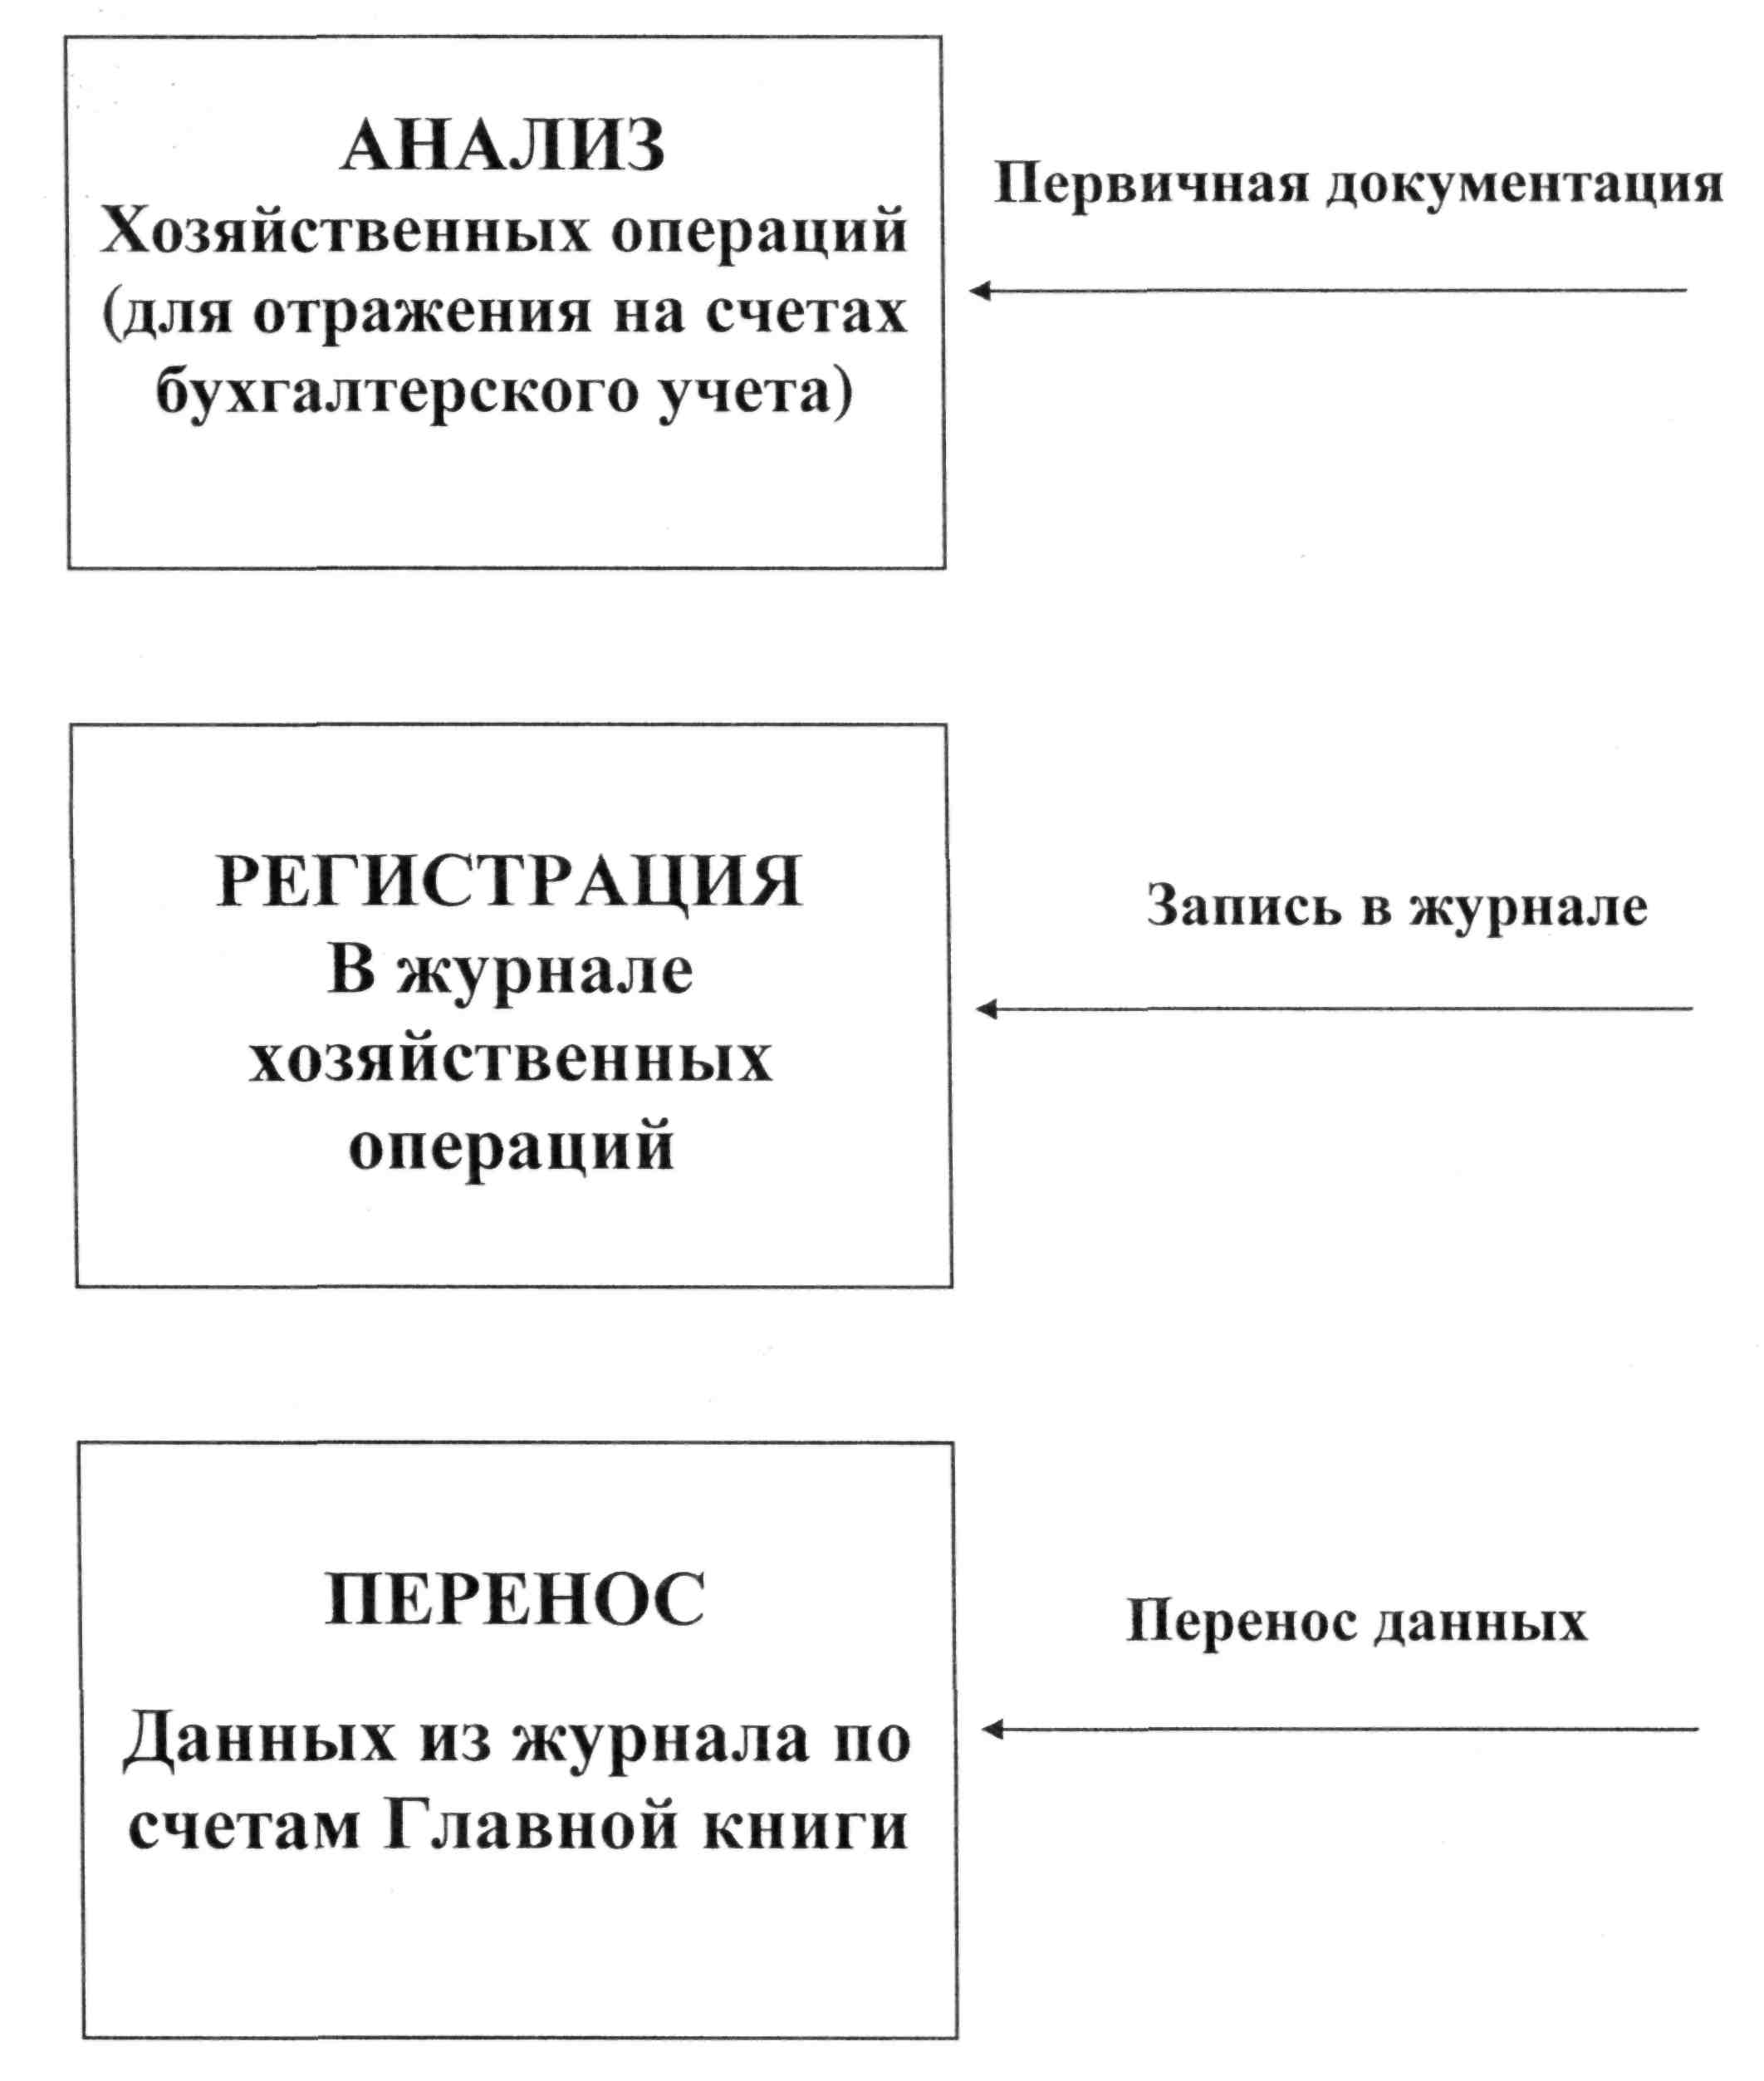 АНАЛИЗ
Хозяйственных операций
(для отражения на счетах
бухгалтерского учета)
Первичная документация
РЕГИСТРАЦИЯ
В журнале
хозяйственных
операций
Запись в журнале
ПЕРЕНОС
Данных из журнала по
счетам Главной книги
Перенос данных